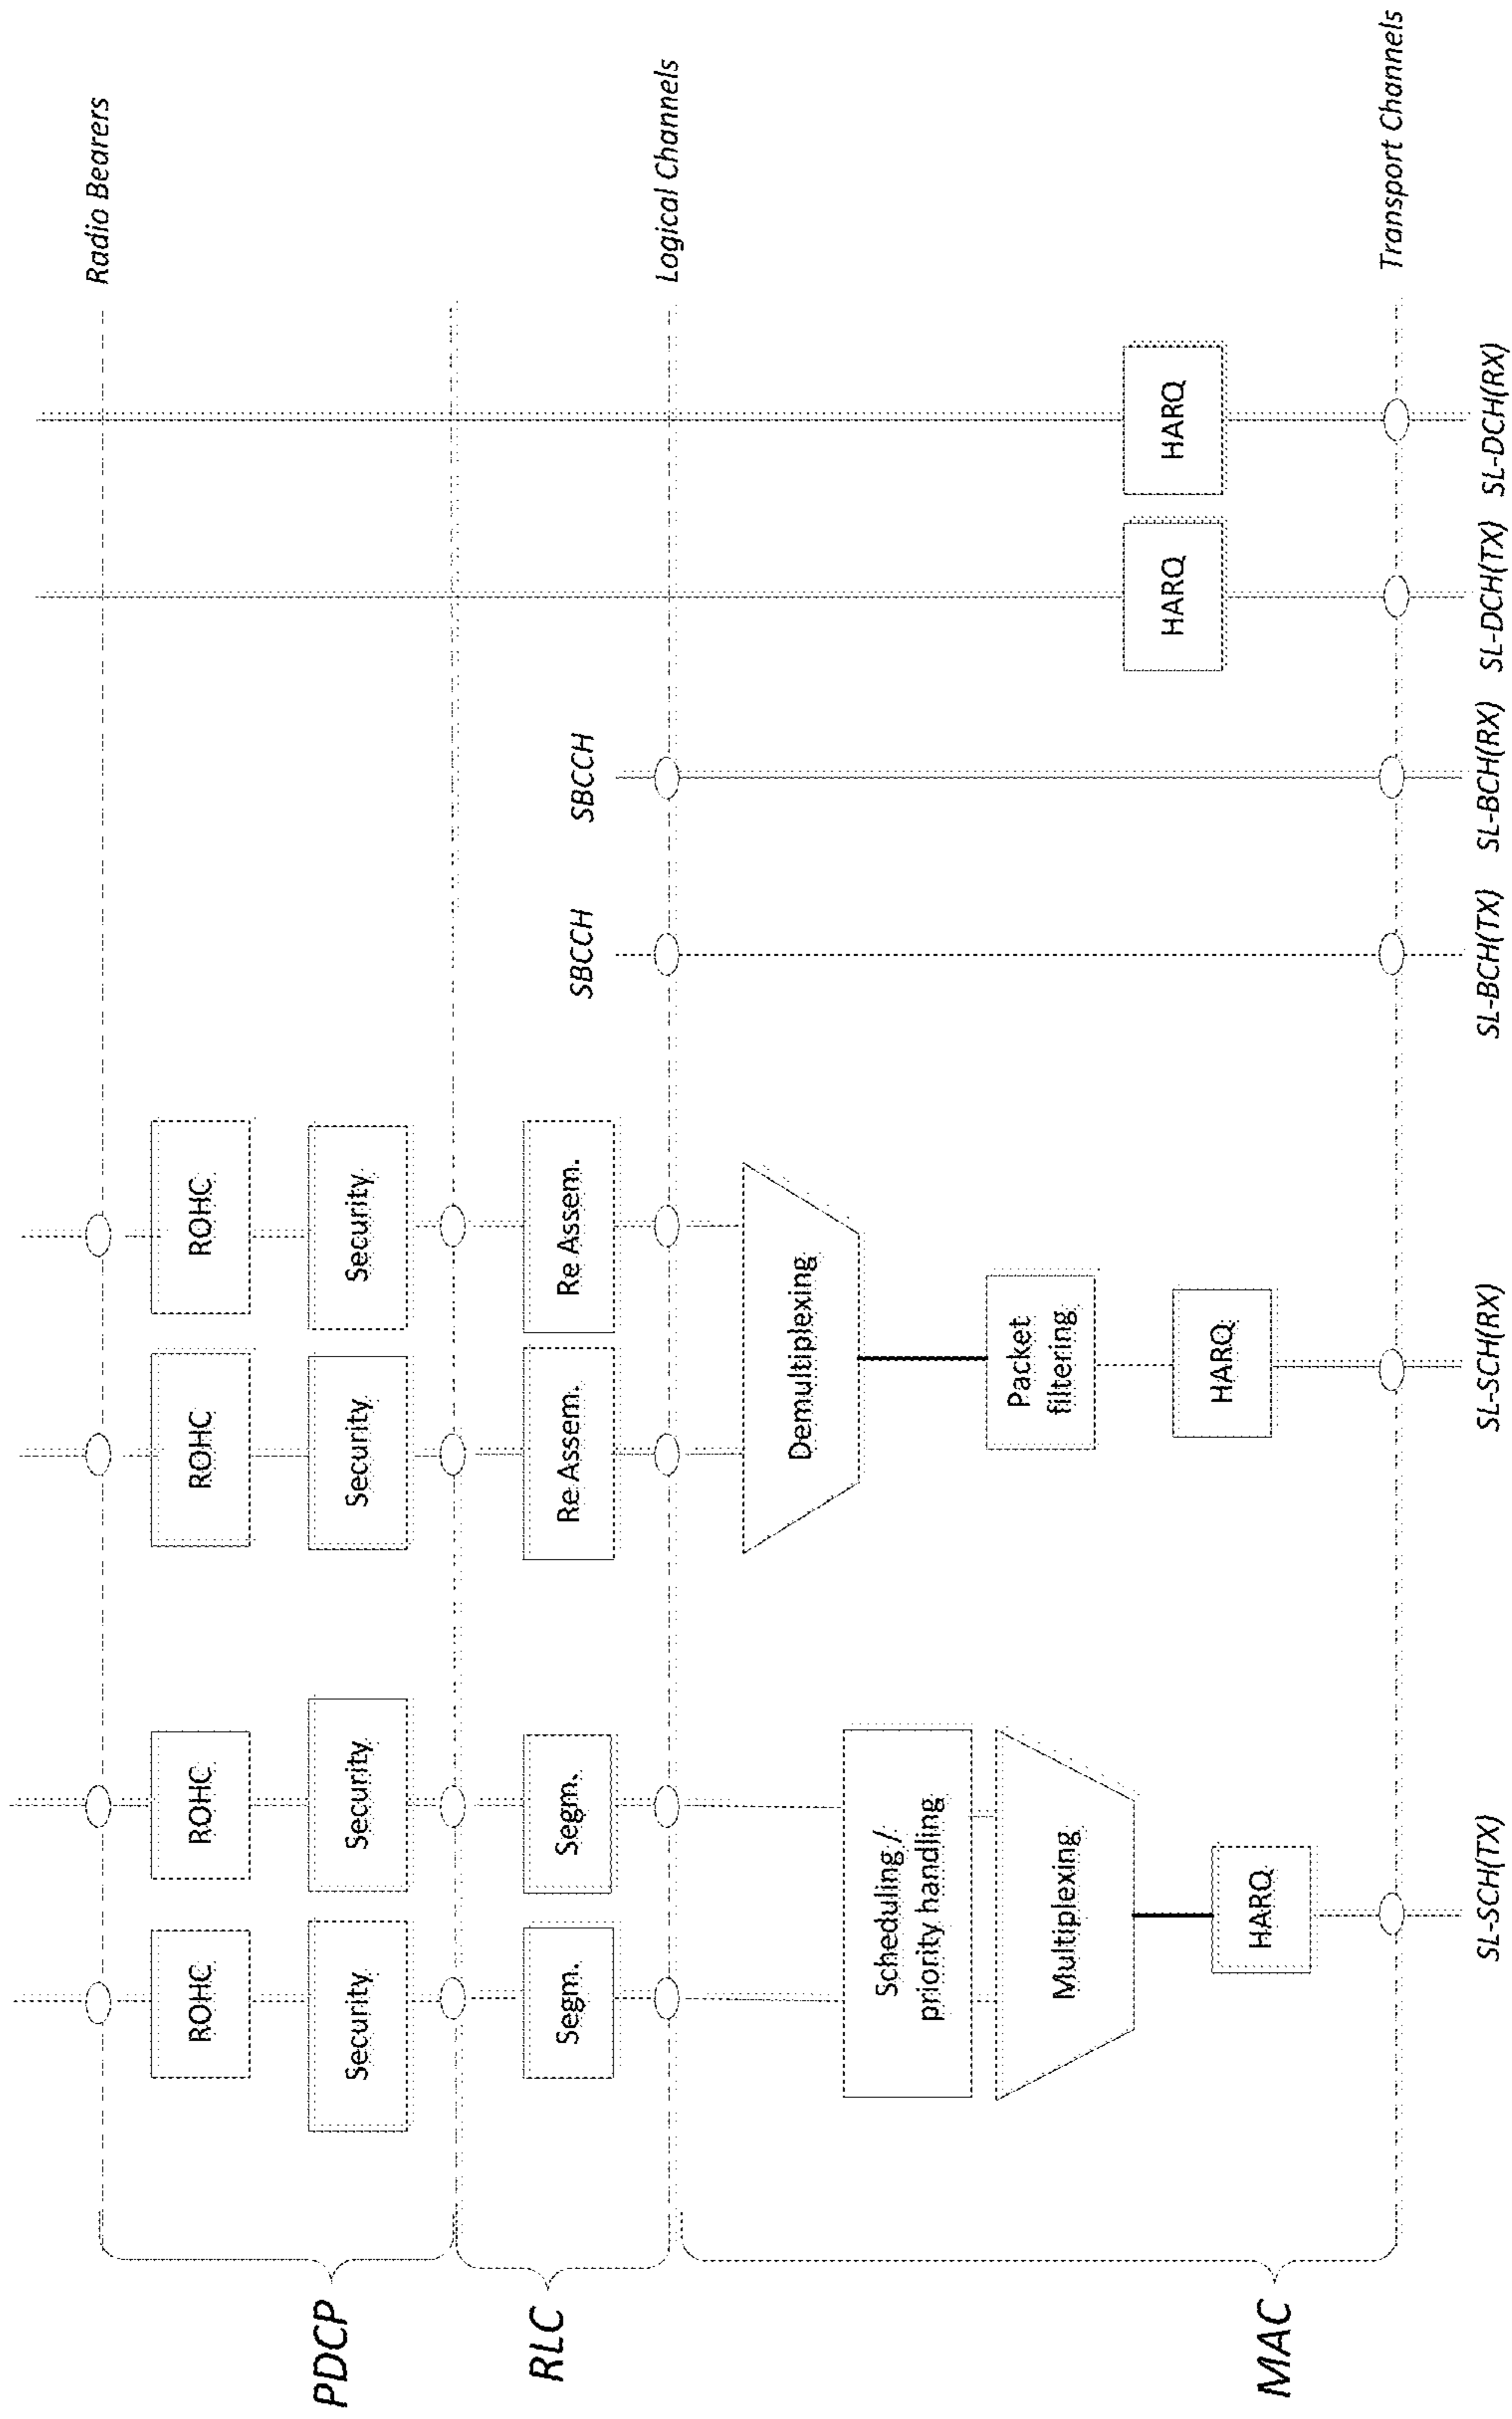 Radio Bearers
PDCP
ROHC
ROHC
ROHC
ROHC
Security
Security
Security
Security
RLC
Segm.
Segm.
Re Assem.
Re Assem.
SBCCH
SBCCH
Logical Channels
MAC
Scheduling /
priority handling
Multiplexing
HARQ
Demultiplexing
Packet
filtering
HARQ
HARQ
HARQ
Transport Channels
SL-SCH(TX)
SL-SCH(RX)
SL-BCH(TX)
SL-BCH(RX)
SL-DCH(TX)
SL-DCH(RX)